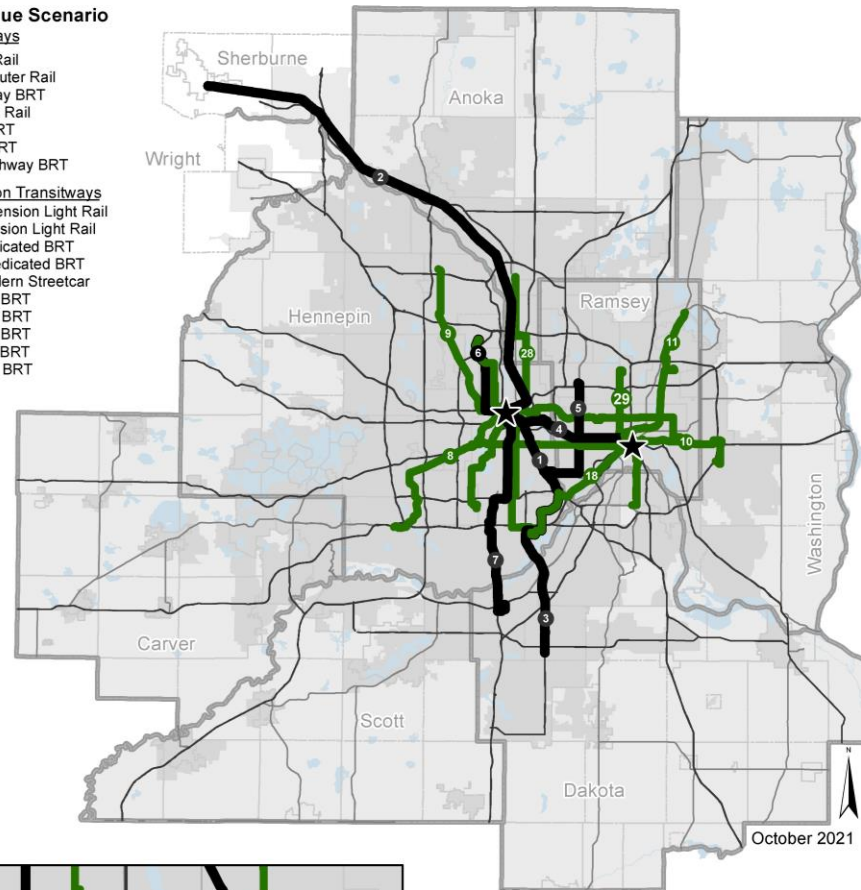 ue Scenario
ays
Rail
uter Rail
ay BRT
Rail
RT
RT
hway BRT
on Transitways
ension Light Rail
sion Light Rail
icated BRT
edicated BRT
dern Streetcar
BRT
BRT
BRT
BRT
BRT
Sherburne
Anoka
Wright
2
Hennepin
Ramsey
9
11
6
28
5
29
4
8
1
10
18
Washington
7
3
Carver
Scott
Dakota
N
October 2021